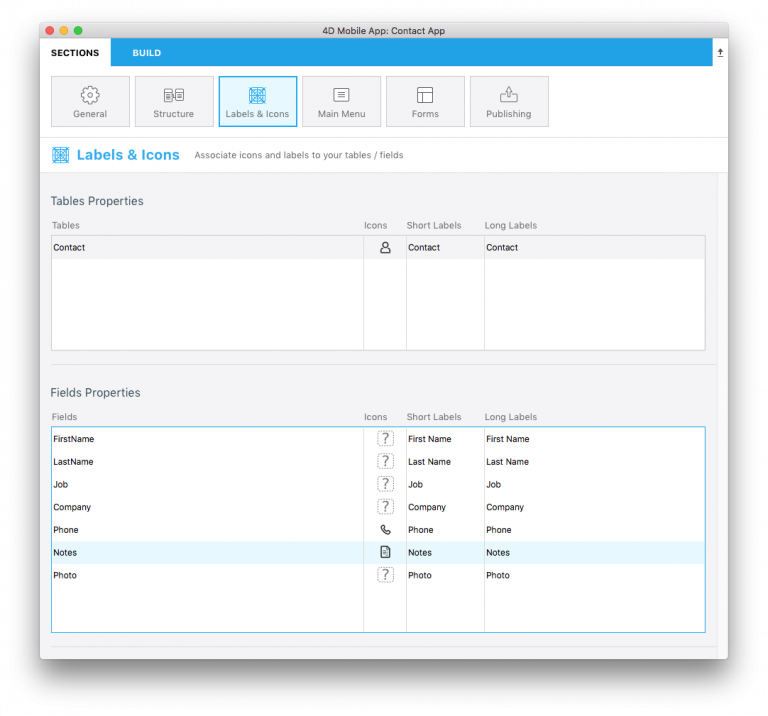 4D Mobile App: Contact App
SECTIONS BUILD
General Structure Labels & Icons Main Menu Forms Publishing
Labels & Icons Associate icons and labels to your tables / fields
Tables Properties
Tables Icons Short Labels Long Labels
Contact Contact Contact
Fields Properties
Fields Icons Short Labels Long Labels
FirstName ? First Name First Name
LastName ? Last Name Last Name
Job ? Job Job
Company ? Company Company
Phone Phone Phone
Notes Notes Notes
Photo ? Photo Photo